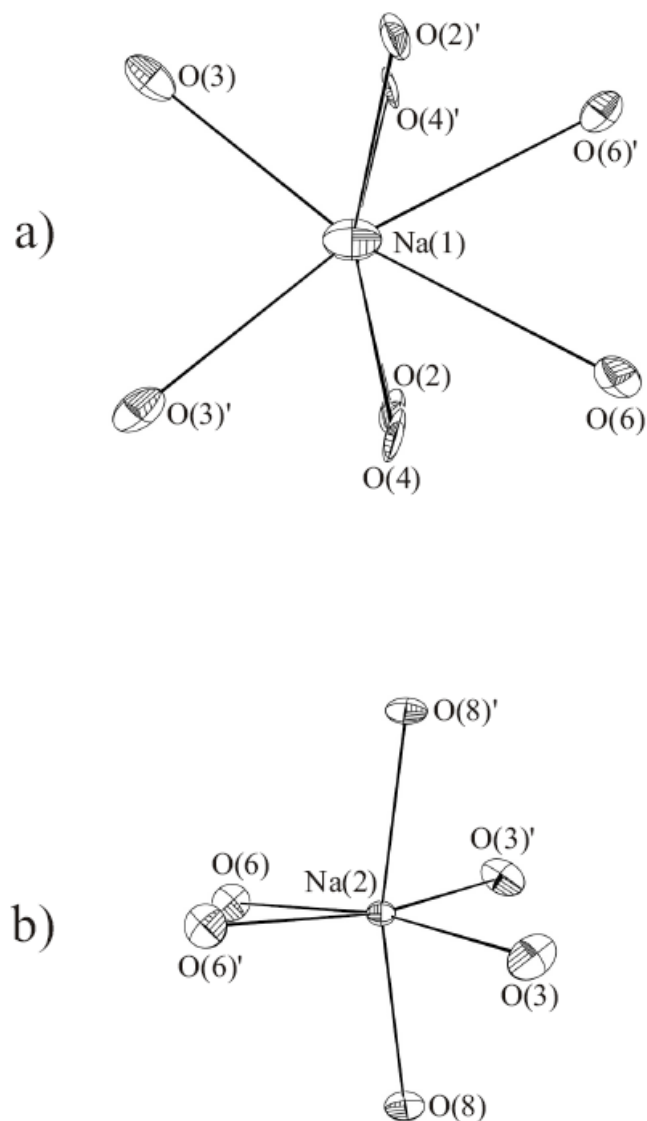 O(2)'
O(3)
O(4)'
O(6)'
a)
Na(1)
O(2)
O(3)'
O(6)
O(4)
O(8)'
O(3)'
O(6)
Na(2)
b)
O(6)'
O(3)
O(8)